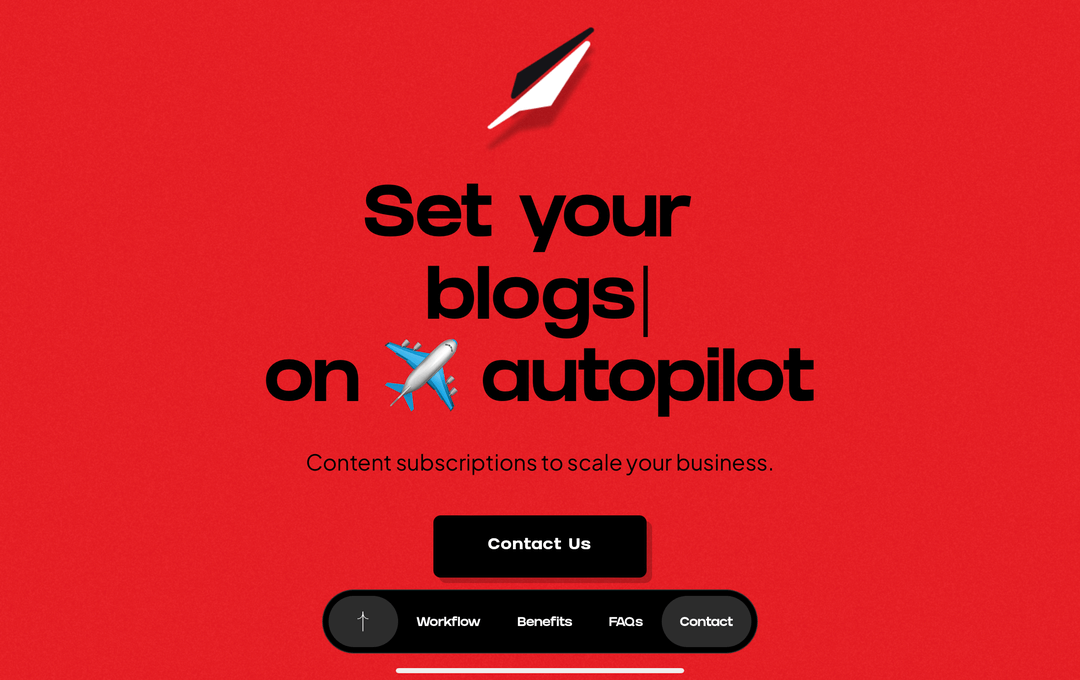 Set your
blogs|
on ✈️ autopilot
Content subscriptions to scale your business.
Contact Us
Workflow
Benefits
FAQs
Contact